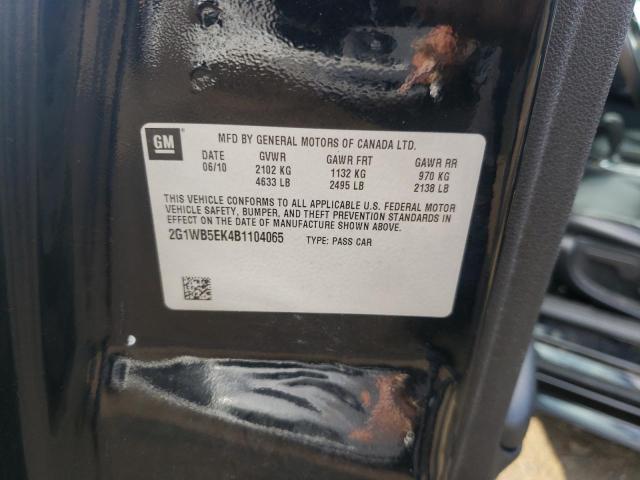 GM
MFD BY GENERAL MOTORS OF CANADA LTD.
DATE GVWR GAWR FRT GAWR RR
06/10 2102 KG 1132 KG 970 KG
4633 LB 2495 LB 2138 LB
THIS VEHICLE CONFORMS TO ALL APPLICABLE U.S. FEDERAL MOTOR
VEHICLE SAFETY, BUMPER, AND THEFT PREVENTION STANDARDS IN
EFFECT ON THE DATE OF MANUFACTURE SHOWN ABOVE.
2G1WB5EK4B1104065 TYPE: PASS CAR